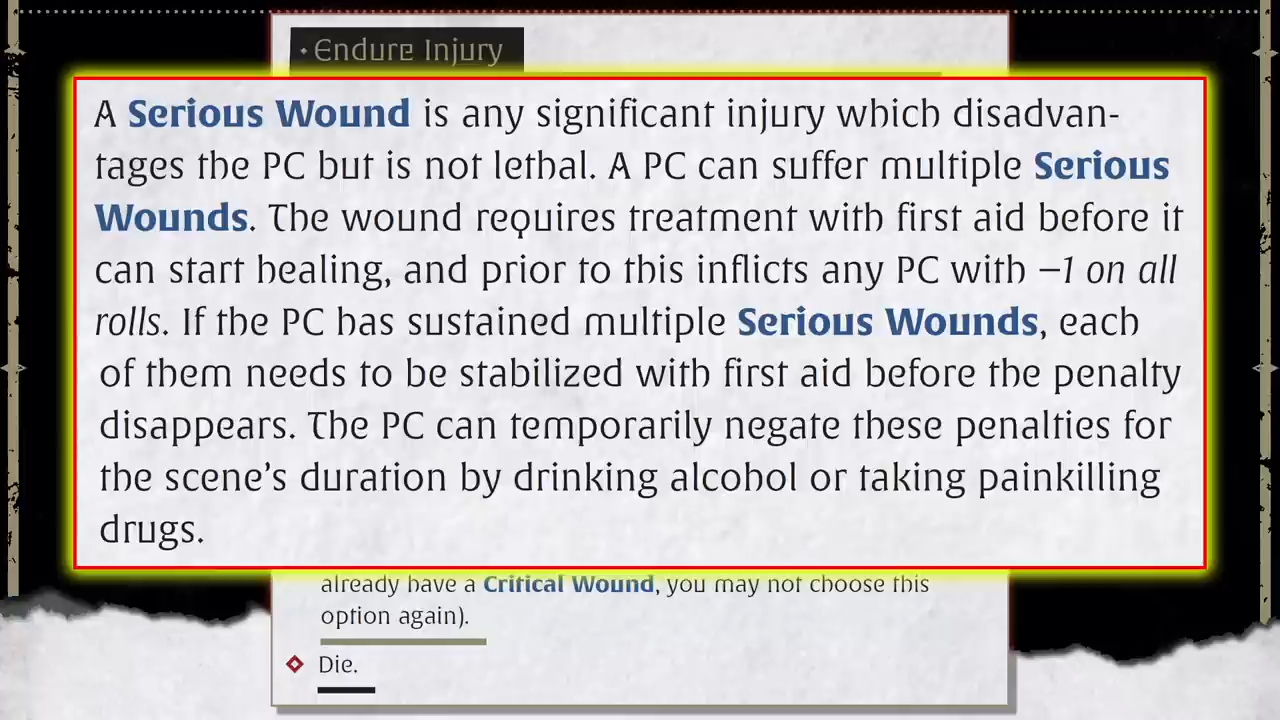 • Endure Injury
A Serious Wound is any significant injury which disadvan-
tages the PC but is not lethal. A PC can suffer multiple Serious
Wounds. The wound requires treatment with first aid before it
can start healing, and prior to this inflicts any PC with −1 on all
rolls. If the PC has sustained multiple Serious Wounds, each
of them needs to be stabilized with first aid before the penalty
disappears. The PC can temporarily negate these penalties for
the scene’s duration by drinking alcohol or taking painkilling
drugs.
already have a Critical Wound, you may not choose this
option again).
Die.